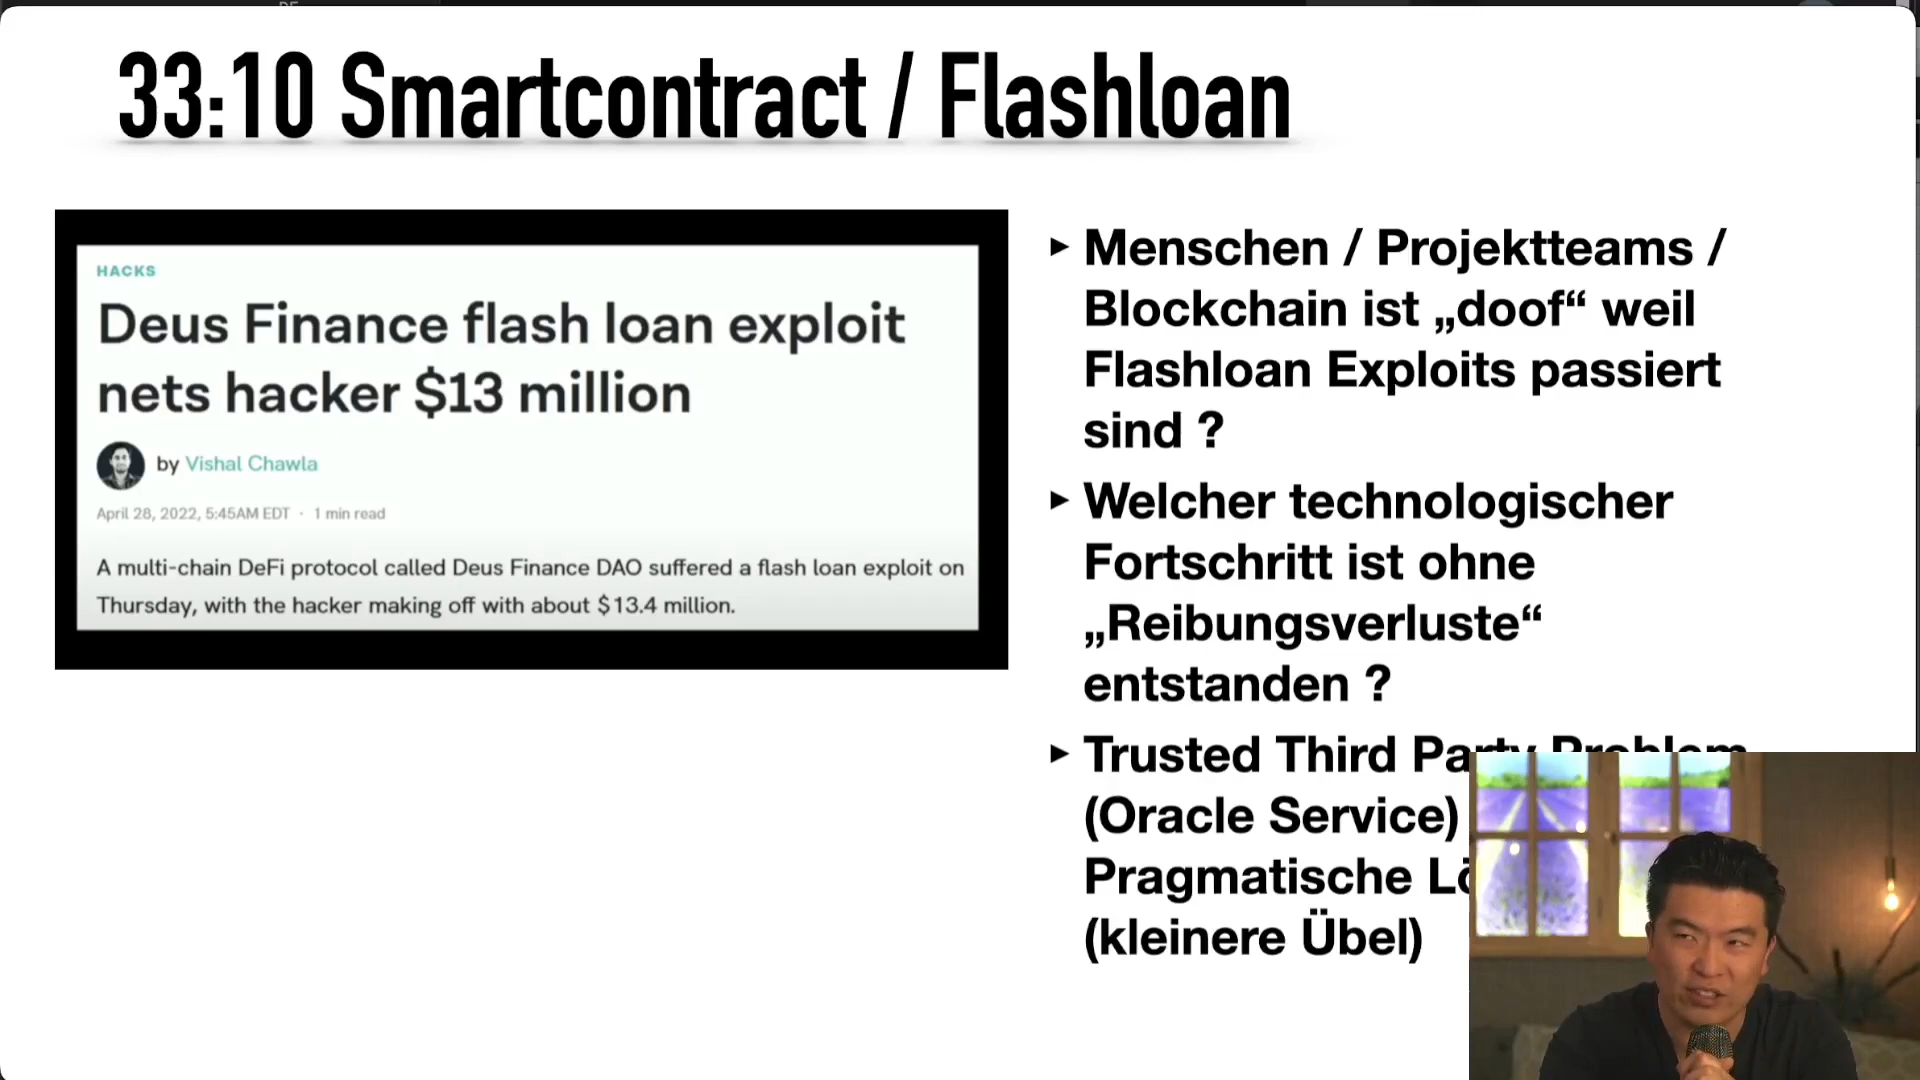 33:10 Smartcontract / Flashloan
HACKS
Deus Finance flash loan exploit
nets hacker $13 million
by Vishal Chawla
April 28, 2022, 5:45AM EDT · 1 min read
A multi-chain DeFi protocol called Deus Finance DAO suffered a flash loan exploit on
Thursday, with the hacker making off with about $13.4 million.
▸ Menschen / Projektteams /
Blockchain ist „doof“ weil
Flashloan Exploits passiert
sind ?
▸ Welcher technologischer
Fortschritt ist ohne
„Reibungsverluste“
entstanden ?
▸ Trusted Third Party Problem
(Oracle Service)
Pragmatische
(kleinere Übel)